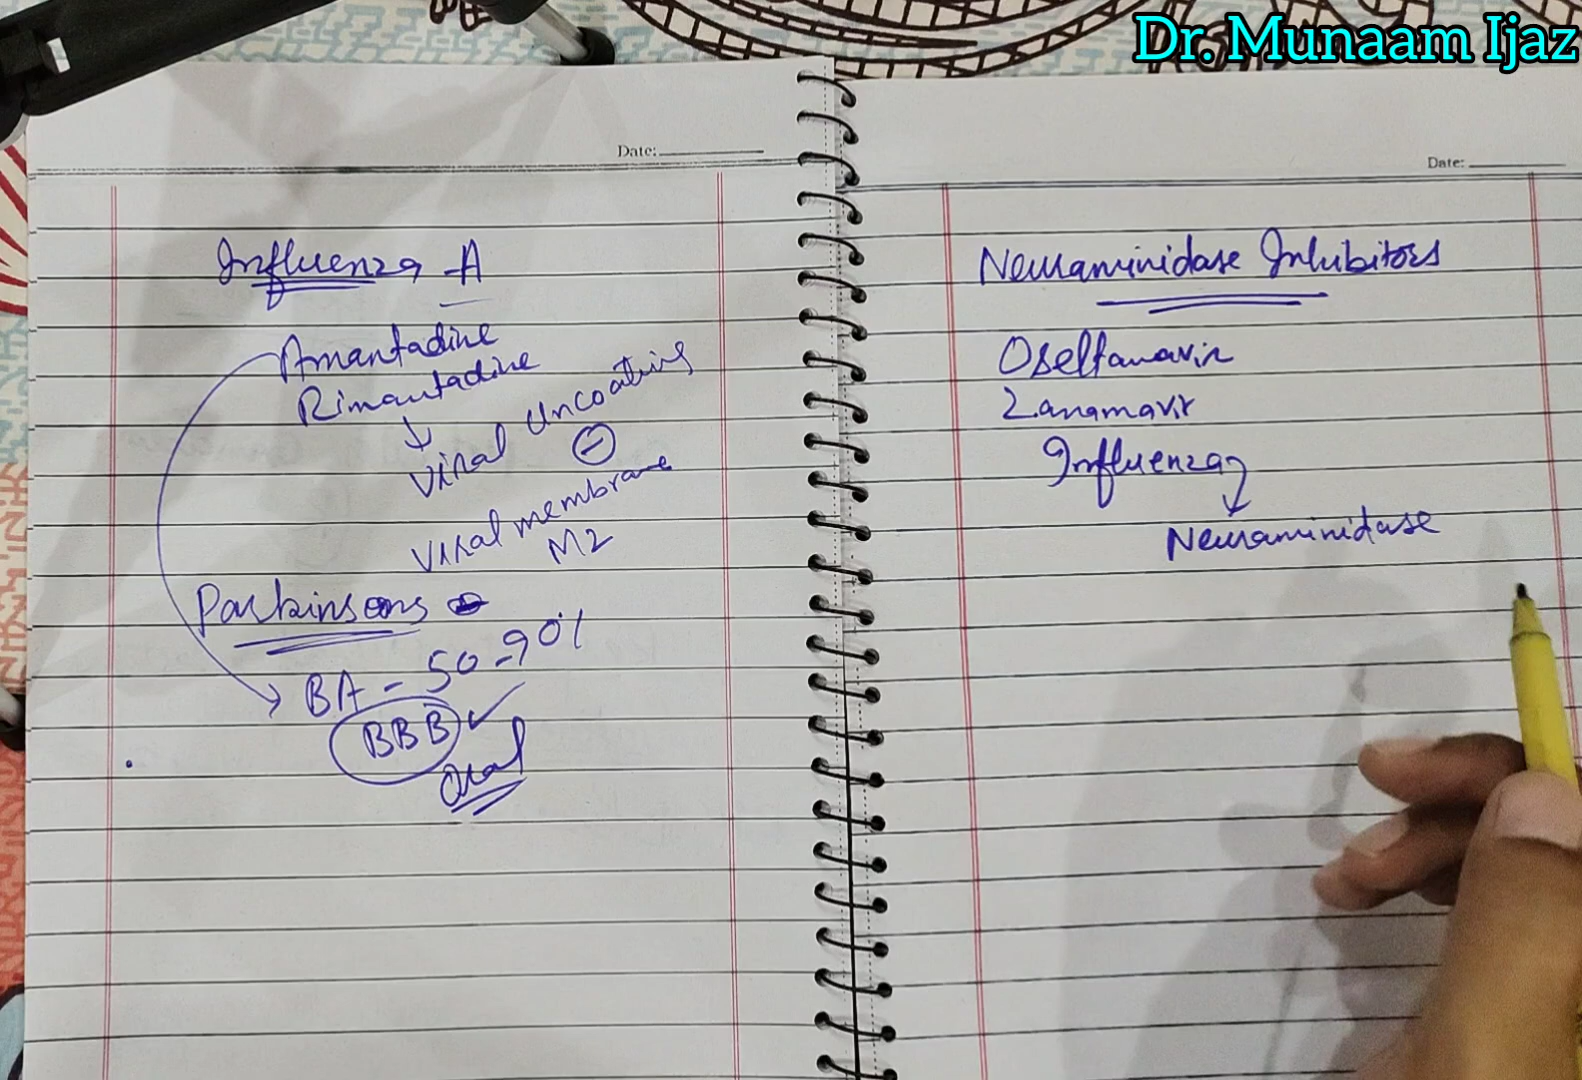 Dr. Munaam Ijaz
Date:
Influenza -A
Amantadine
Rimantadine
↓
Viral Uncoating
⊖
Viral membrane
M2
Parkinsons
→ BA - 50-90%
BBB ✓
Oral
Date:
Neuraminidase Inhibitors
Oseltamavir
Zanamavir
Influenza
↓
Neuraminidase